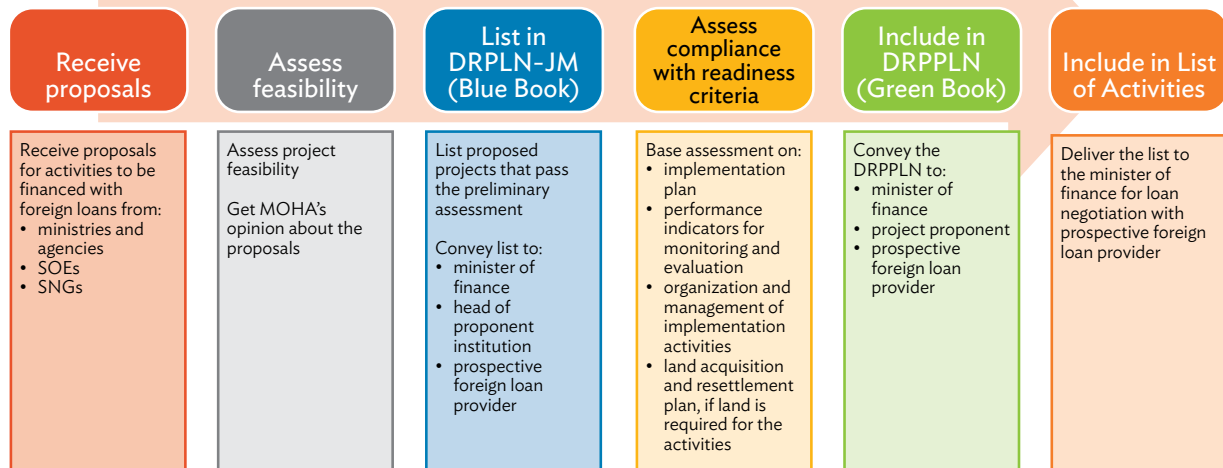 Receive
proposals
Assess
feasibility
List in
DRPLN-JM
(Blue Book)
Assess
compliance
with readiness
criteria
Include in
DRPPLN
(Green Book)
Include in List
of Activities
Receive proposals
for activities to be
financed with
foreign loans from:
• ministries and
agencies
• SOEs
• SNGs
Assess project
feasibility
Get MOHA's
opinion about the
proposals
List proposed
projects that pass
the preliminary
assessment
Convey list to:
• minister of
finance
• head of
proponent
institution
• prospective
foreign loan
provider
Base assessment on:
• implementation
plan
• performance
indicators for
monitoring and
evaluation
• organization and
management of
implementation
activities
• land acquisition
and resettlement
plan, if land is
required for the
activities
Convey the
DRPPLN to:
• minister of
finance
• project proponent
• prospective
foreign loan
provider
Deliver the list to
the minister of
finance for loan
negotiation with
prospective foreign
loan provider